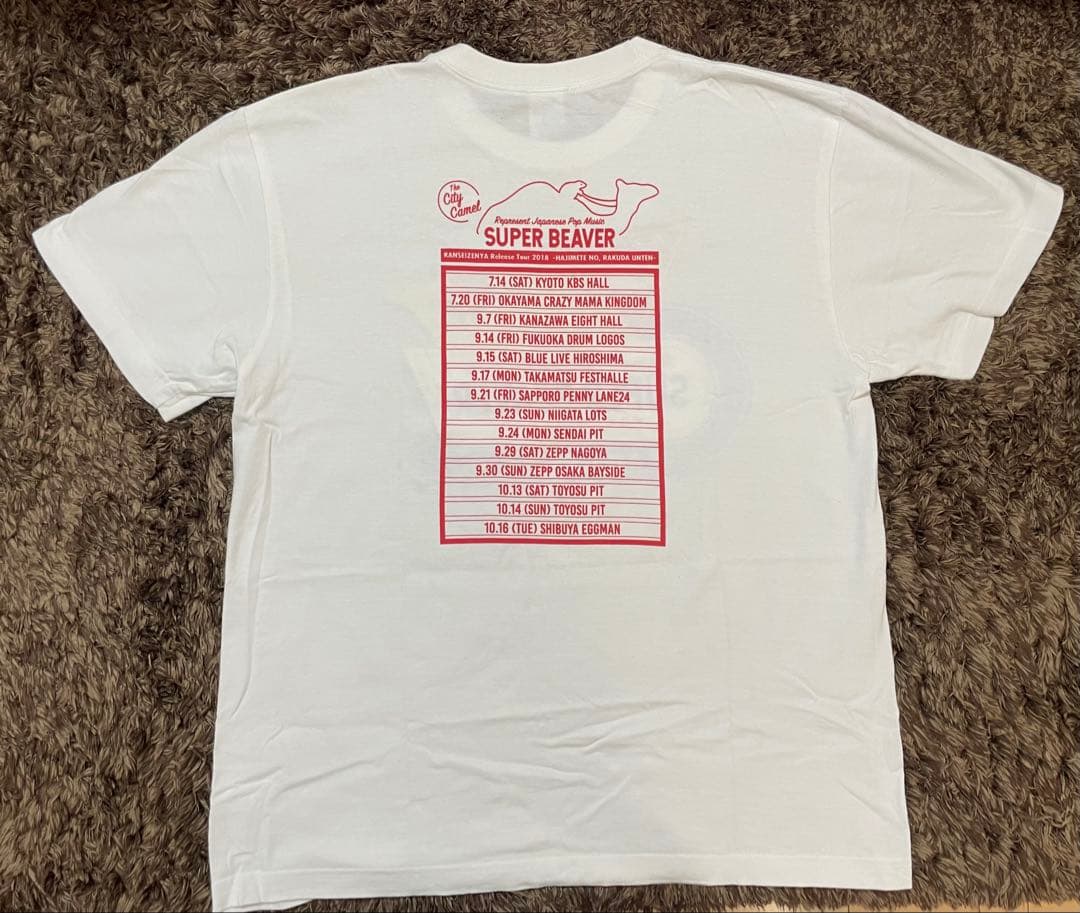 The
City
Camel
Represent Japanese Pop Music
SUPER BEAVER
KANSEIZENYA Release Tour 2018 -HAJIMETE NO, RAKUDA UNTEN-
7.14 (SAT) KYOTO KBS HALL
7.20 (FRI) OKAYAMA CRAZY MAMA KINGDOM
9.7 (FRI) KANAZAWA EIGHT HALL
9.14 (FRI) FUKUOKA DRUM LOGOS
9.15 (SAT) BLUE LIVE HIROSHIMA
9.17 (MON) TAKAMATSU FESTHALLE
9.21 (FRI) SAPPORO PENNY LANE24
9.23 (SUN) NIIGATA LOTS
9.24 (MON) SENDAI PIT
9.29 (SAT) ZEPP NAGOYA
9.30 (SUN) ZEPP OSAKA BAYSIDE
10.13 (SAT) TOYOSU PIT
10.14 (SUN) TOYOSU PIT
10.16 (TUE) SHIBUYA EGGMAN